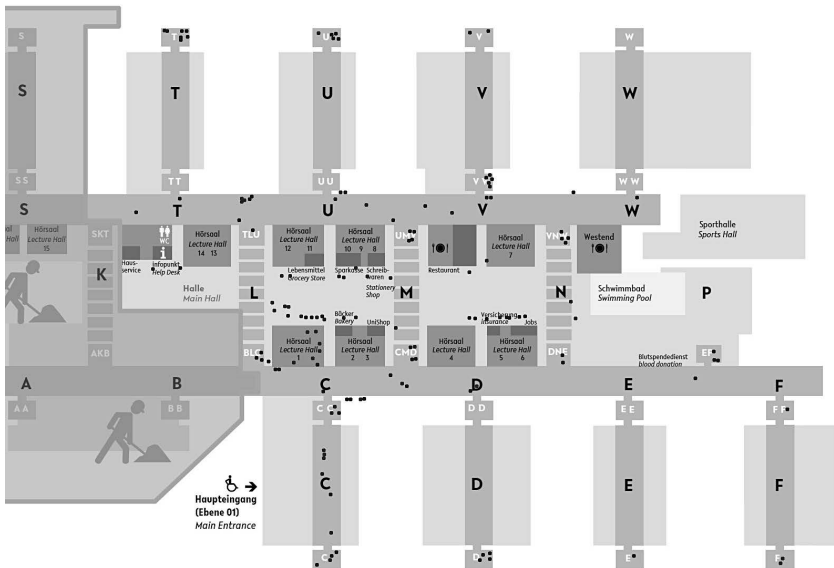 S
T
U
V
W
S
T
U
V
W
SS
TT
UU
V
WW
S
T
U
V
W
Hall
Hörsaal
Lecture Hall
15
SKT
WC
Haus-
service
infopunkt
Help Desk
Hörsaal
Lecture Hall
14 13
TLU
Hörsaal
Lecture Hall
12 11
Hörsaal
Lecture Hall
10 9 8
UMV
Hörsaal
Lecture Hall
7
VN
Westend
Sporthalle
Sports Hall
Lebensmittel
Grocery Store
Sparkasse
Schreib-
waren
Stationery
Shop
Restaurant
K
Halle
Main Hall
L
M
N
Schwimmbad
Swimming Pool
P
Bäcker
Bakery
UniShop
Versicherung
Insurance
Jobs
AKB
BLC
Hörsaal
Lecture Hall
1
Hörsaal
Lecture Hall
2 3
CMD
Hörsaal
Lecture Hall
4
Hörsaal
Lecture Hall
5 6
DNE
Blutspendedienst
blood donation
A
B
C
D
E
F
AA
BB
C
DD
EE
FF
Haupteingang
(Ebene 01)
Main Entrance
C
D
E
F
C
D
E